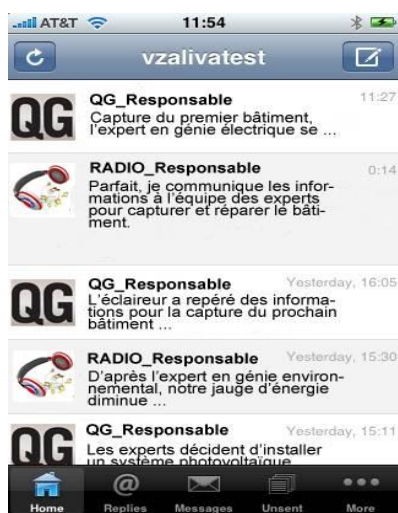 AT&T 11:54
vzalivatest
QG
QG_Responsable 11:27
Capture du premier bâtiment,
l'expert en génie électrique se ...
RADIO_Responsable 0:14
Parfait, je communique les infor-
mations à l'équipe des experts
pour capturer et réparer le bâti-
ment.
QG
QG_Responsable Yesterday, 16:05
L'éclaireur a repéré des informa-
tions pour la capture du prochain
bâtiment ...
RADIO_Responsable Yesterday, 15:30
D'après l'expert en génie environ-
nemental, notre jauge d'énergie
diminue ...
QG
QG_Responsable Yesterday, 15:11
Les experts décident d'installer
un système photovoltaïque
Home Replies Messages Unsent More